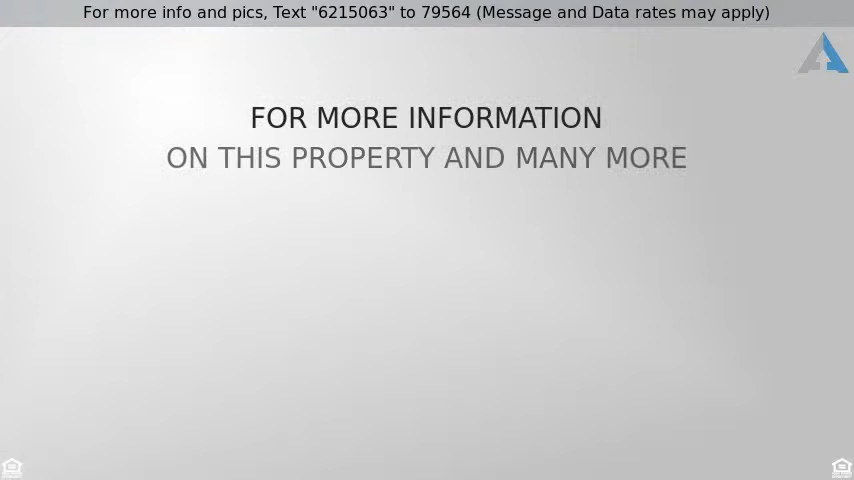 For more info and pics, Text "6215063" to 79564 (Message and Data rates may apply)
FOR MORE INFORMATION
ON THIS PROPERTY AND MANY MORE